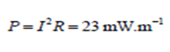 P = I²R = 23 mW.m⁻¹